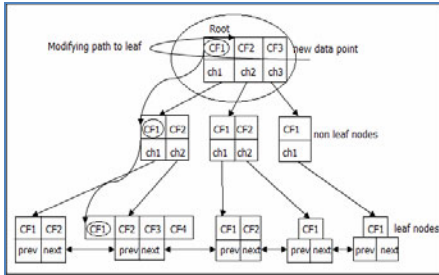 Root
Modifying path to leaf
CF1 CF2 CF3 new data point
ch1 ch2 ch3
CF1 CF2 CF1 CF2 CF1 non leaf nodes
ch1 ch2 ch1 ch2 ch1
CF1 CF2 CF1 CF2 CF3 CF4 CF1 CF2 CF1 CF1 leaf nodes
prev next prev next prev next prev next prev next